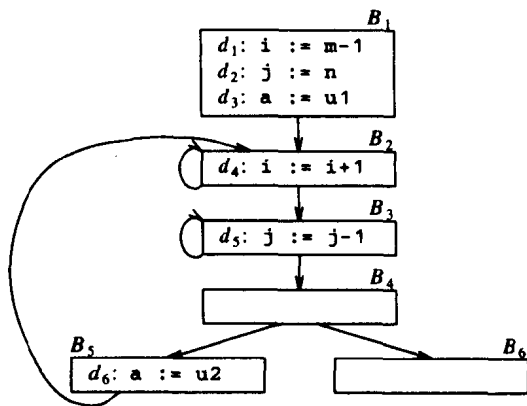 B₁
d₁: i := m-1
d₂: j := n
d₃: a := u1
B₂
d₄: i := i+1
B₃
d₅: j := j-1
B₄
B₅
d₆: a := u2
B₆